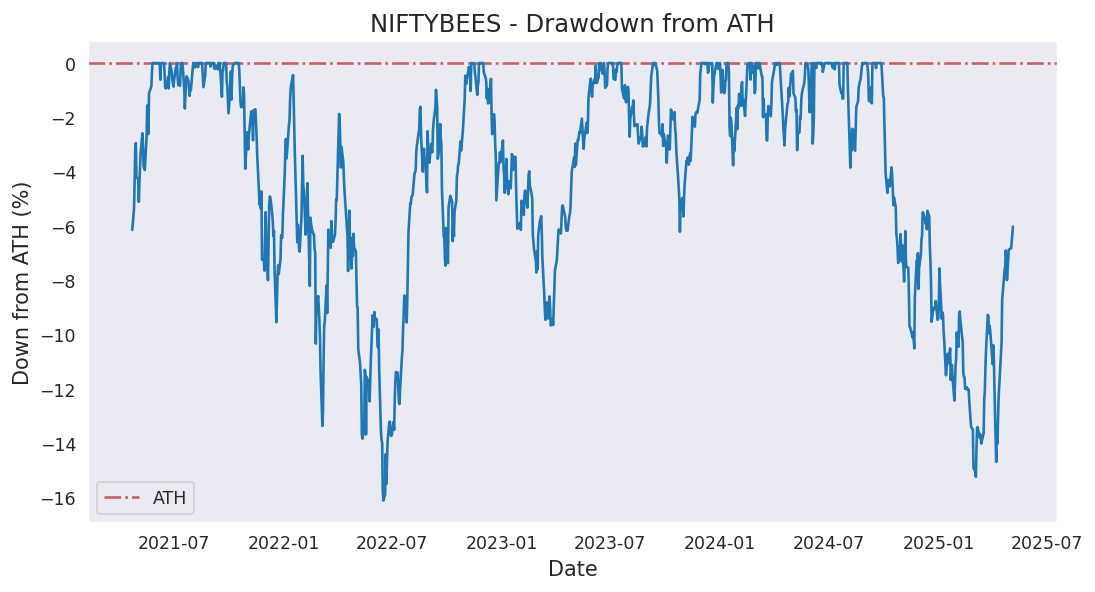 NIFTYBEES - Drawdown from ATH
Down from ATH (%)
0
−2
−4
−6
−8
−10
−12
−14
−16
ATH
2021-07 2022-01 2022-07 2023-01 2023-07 2024-01 2024-07 2025-01 2025-07
Date